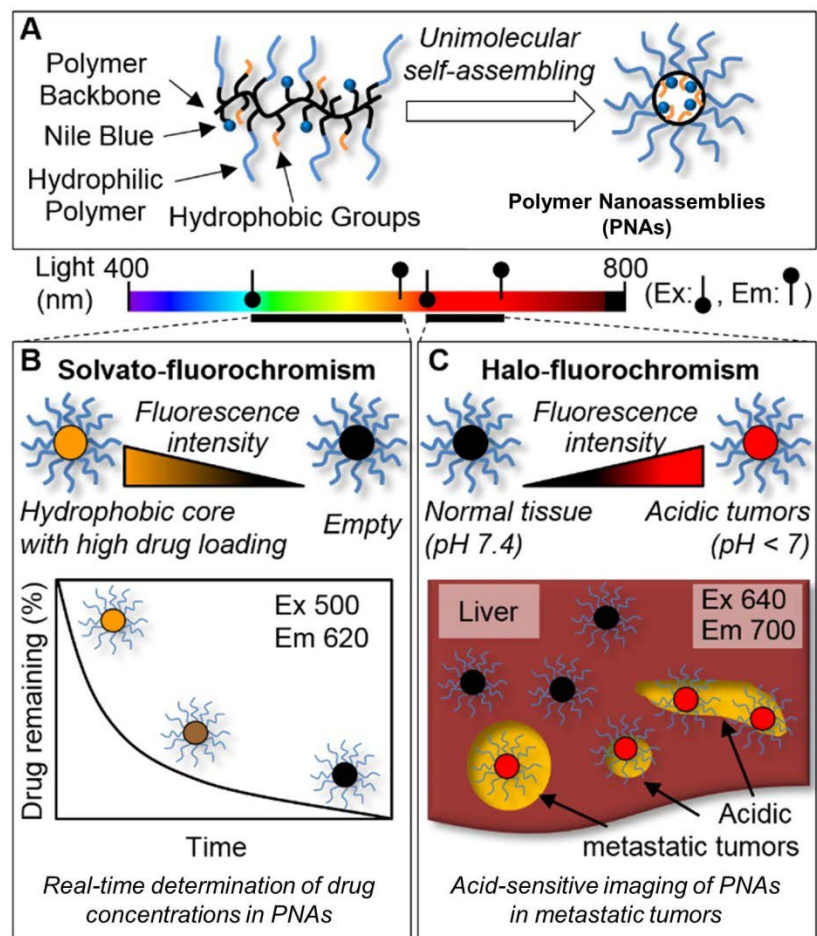 A
Polymer
Backbone
Nile Blue
Hydrophilic
Polymer
Hydrophobic Groups
Unimolecular
self-assembling
Polymer Nanoassemblies
(PNAs)
Light
(nm)
400
800
(Ex: , Em: )
B
Solvato-fluorochromism
Fluorescence
intensity
Hydrophobic core
with high drug loading
Empty
Drug remaining (%)
Ex 500
Em 620
Time
Real-time determination of drug
concentrations in PNAs
C
Halo-fluorochromism
Fluorescence
intensity
Normal tissue
(pH 7.4)
Acidic tumors
(pH < 7)
Liver
Ex 640
Em 700
Acidic
metastatic tumors
Acid-sensitive imaging of PNAs
in metastatic tumors